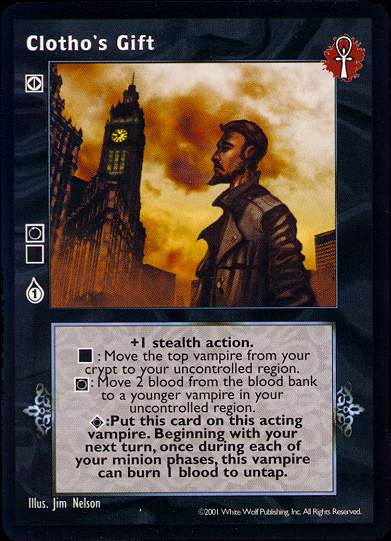 Clotho's Gift
1
+1 stealth action.
: Move the top vampire from your
crypt to your uncontrolled region.
: Move 2 blood from the blood bank
to a younger vampire in your
uncontrolled region.
:Put this card on this acting
vampire. Beginning with your
next turn, once during each of
your minion phases, this vampire
can burn 1 blood to untap.
Illus. Jim Nelson
©2001 White Wolf Publishing, Inc. All Rights Reserved.